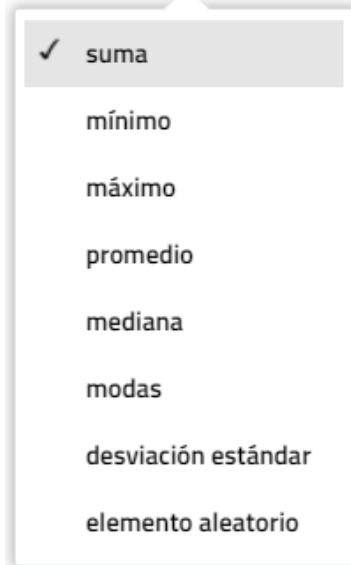 ✓ suma
mínimo
máximo
promedio
mediana
modas
desviación estándar
elemento aleatorio